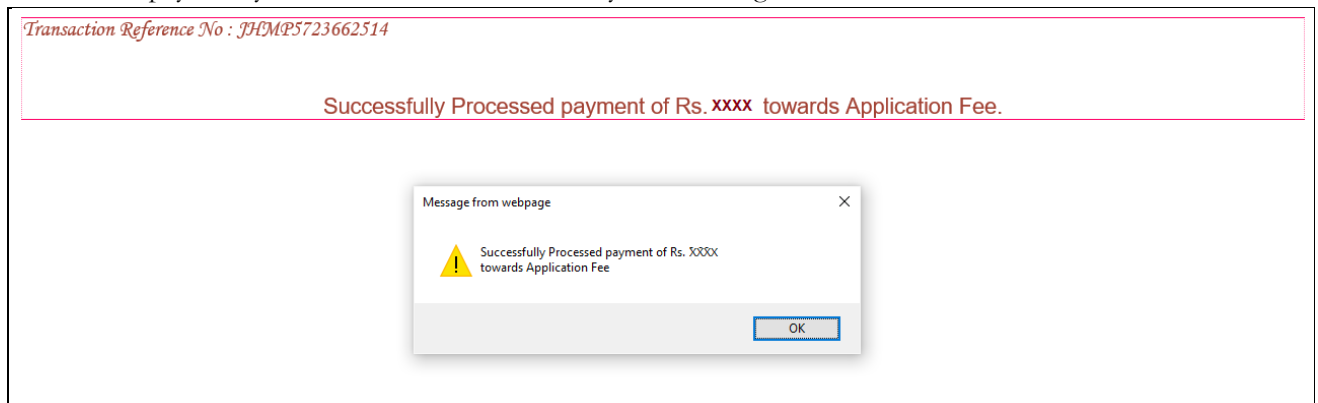 Transaction Reference No : JHMP5723662514
Successfully Processed payment of Rs. xxxx towards Application Fee.
Message from webpage
Successfully Processed payment of Rs. XXXX
towards Application Fee
OK